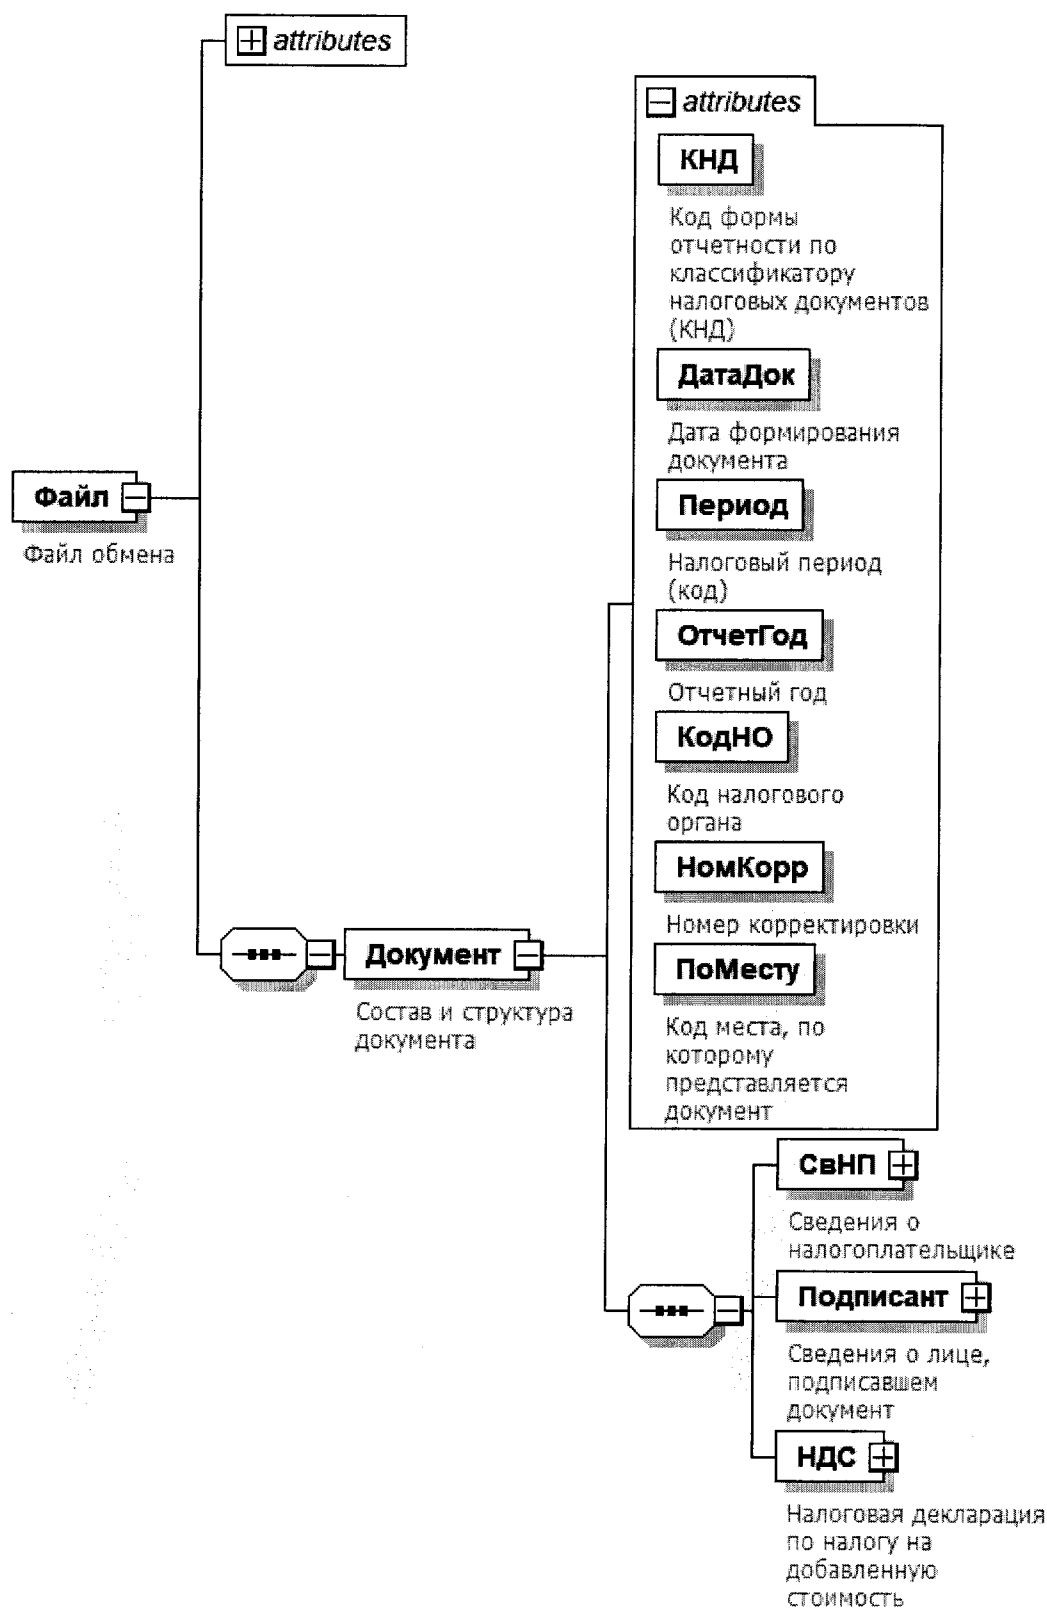 attributes
attributes
КНД
Код формы
отчетности по
классификатору
налоговых документов
(КНД)
ДатаДок
Дата формирования
документа
Файл
Файл обмена
Период
Налоговый период
(код)
ОтчетГод
Отчетный год
КодНО
Код налогового
органа
НомКорр
Номер корректировки
Документ
Состав и структура
документа
ПоМесту
Код места, по
которому
представляется
документ
СвНП
Сведения о
налогоплательщике
Подписант
Сведения о лице,
подписавшем
документ
НДС
Налоговая декларация
по налогу на
добавленную
стоимость